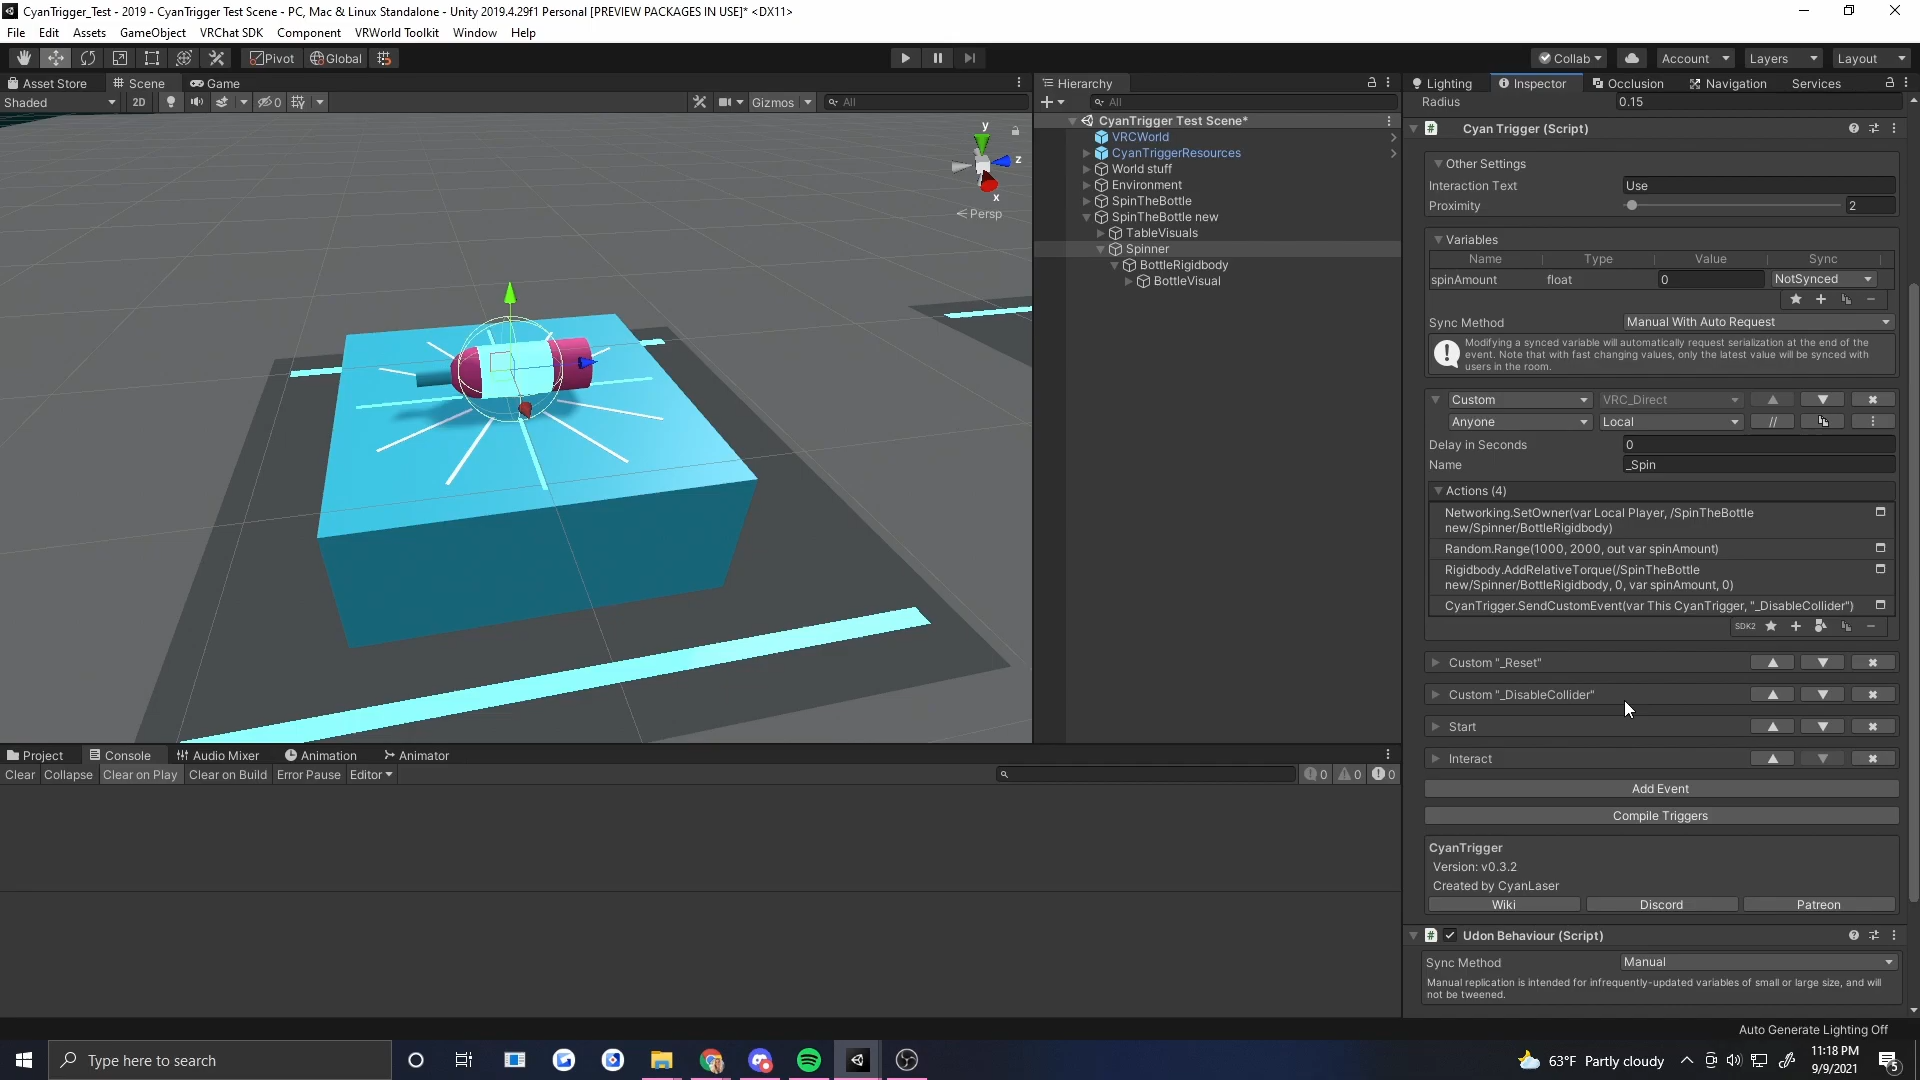 CyanTrigger_Test - 2019 - CyanTrigger Test Scene - PC, Mac & Linux Standalone - Unity 2019.4.29f1 Personal [PREVIEW PACKAGES IN USE]* <DX11>
File Edit Assets GameObject VRChat SDK Component VRWorld Toolkit Window Help
Pivot Global Collab Account Layers Layout
Asset Store Scene Game
Shaded 2D 0 Gizmos All
y
z
x
Persp
Hierarchy
All
CyanTrigger Test Scene*
VRCWorld
CyanTriggerResources
World stuff
Environment
SpinTheBottle
SpinTheBottle new
TableVisuals
Spinner
BottleRigidbody
BottleVisual
Lighting Inspector Occlusion Navigation Services
Radius 0.15
# Cyan Trigger (Script)
Other Settings
Interaction Text Use
Proximity 2
Variables
Name Type Value Sync
spinAmount float 0 NotSynced
Sync Method Manual With Auto Request
Modifying a synced variable will automatically request serialization at the end of the
event. Note that with fast changing values, only the latest value will be synced with
users in the room.
Custom VRC_Direct
Anyone Local //
Delay in Seconds 0
Name _Spin
Actions (4)
Networking.SetOwner(var Local Player, /SpinTheBottle
new/Spinner/BottleRigidbody)
Random.Range(1000, 2000, out var spinAmount)
Rigidbody.AddRelativeTorque(/SpinTheBottle
new/Spinner/BottleRigidbody, 0, var spinAmount, 0)
CyanTrigger.SendCustomEvent(var This CyanTrigger, "_DisableCollider")
SDK2
Custom "_Reset"
Custom "_DisableCollider"
Start
Interact
Add Event
Compile Triggers
CyanTrigger
Version: v0.3.2
Created by CyanLaser
Wiki Discord Patreon
# Udon Behaviour (Script)
Sync Method Manual
Manual replication is intended for infrequently-updated variables of small or large size, and will
not be tweened.
Project Console Audio Mixer Animation Animator
Clear Collapse Clear on Play Clear on Build Error Pause Editor 0 0 0
Auto Generate Lighting Off
Type here to search
63°F Partly cloudy
11:18 PM
9/9/2021
5